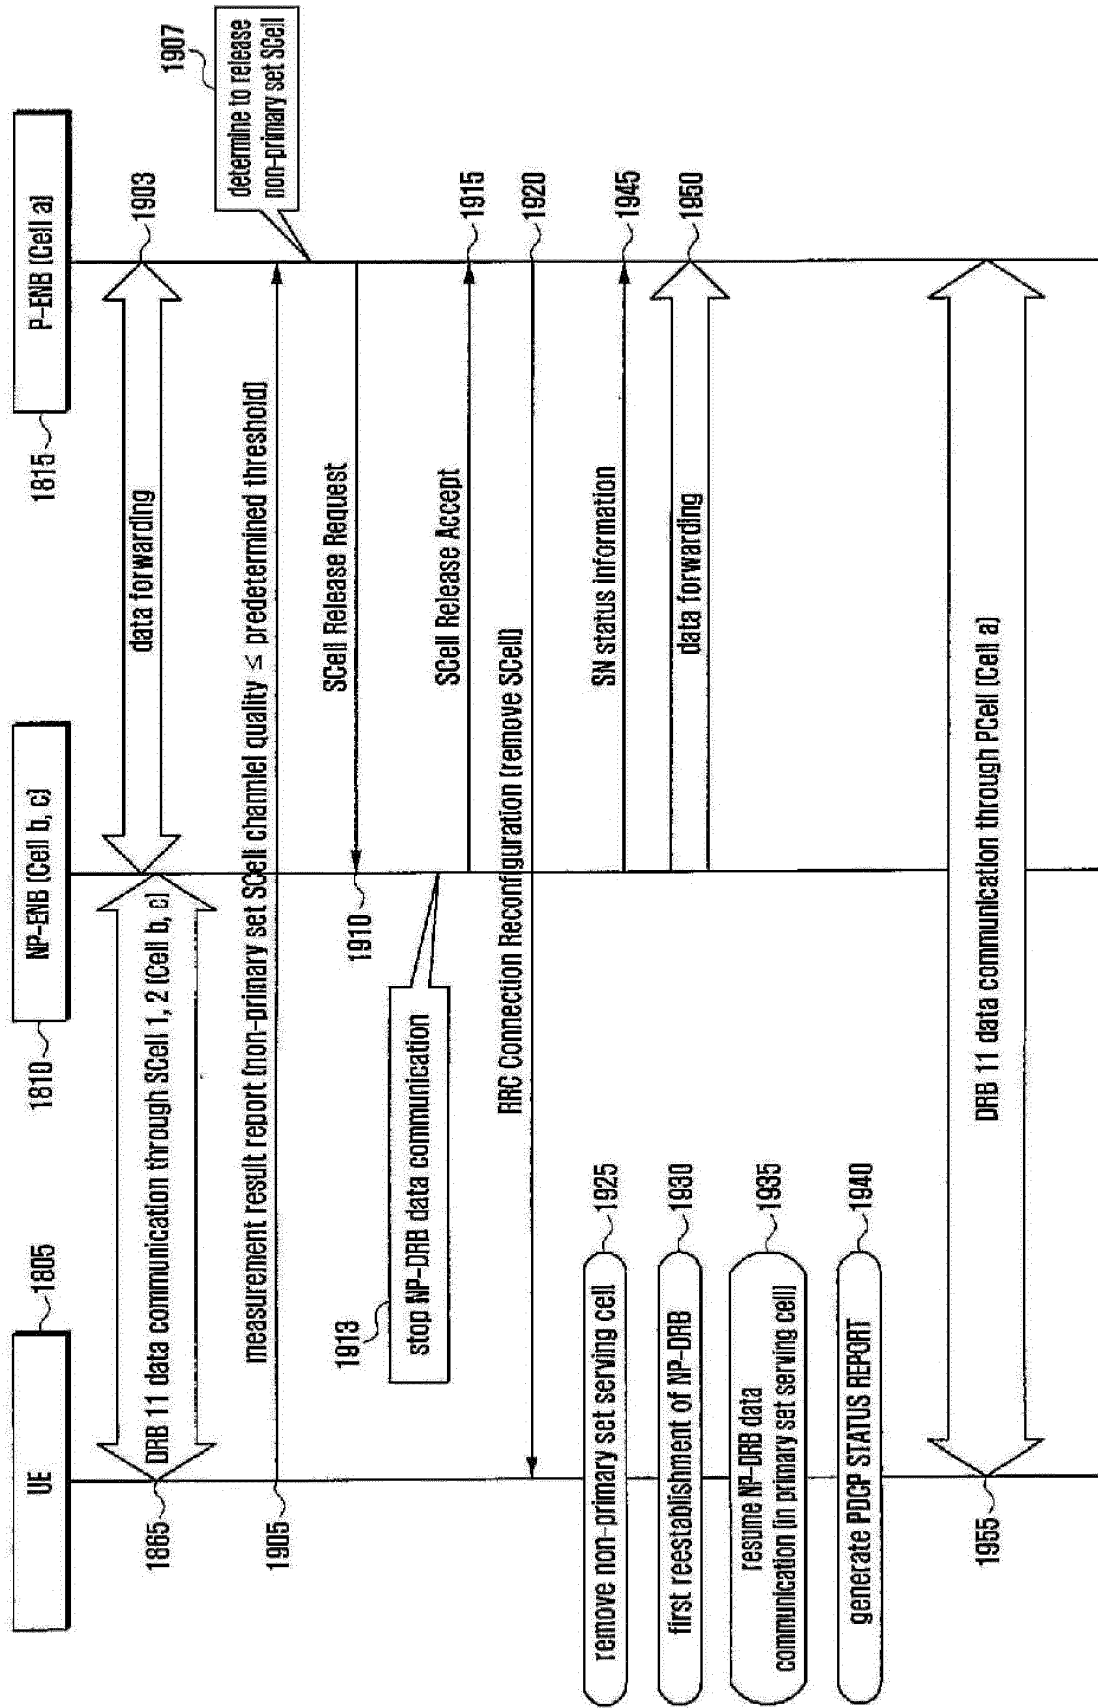 UE
1805
NP-ENB (Cell b, c)
1810
P-ENB (Cell a)
1815
1865
DRB 11 data communication through SCell 1, 2 (Cell b, c)
data forwarding
1903
1905
measurement result report (non-primary set SCell channel quality ≤ predetermined threshold)
1907
determine to release
non-primary set SCell
SCell Release Request
1910
1913
stop NP-DRB data communication
SCell Release Accept
1915
RRC Connection Reconfiguration (remove SCell)
1920
remove non-primary set serving cell
1925
SN status information
1945
first reestablishment of NP-DRB
1930
data forwarding
1950
resume NP-DRB data
communication (in primary set serving cell)
1935
generate PDCP STATUS REPORT
1940
1955
DRB 11 data communication through PCell (Cell a)